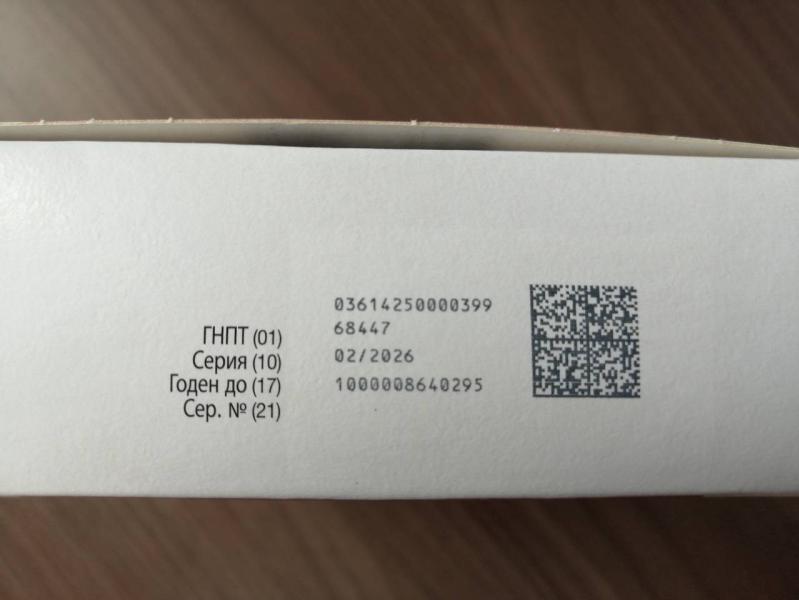 ГНПТ (01) 03614250000399
Серия (10) 68447
Годен до (17) 02/2026
Сер. № (21) 1000008640295